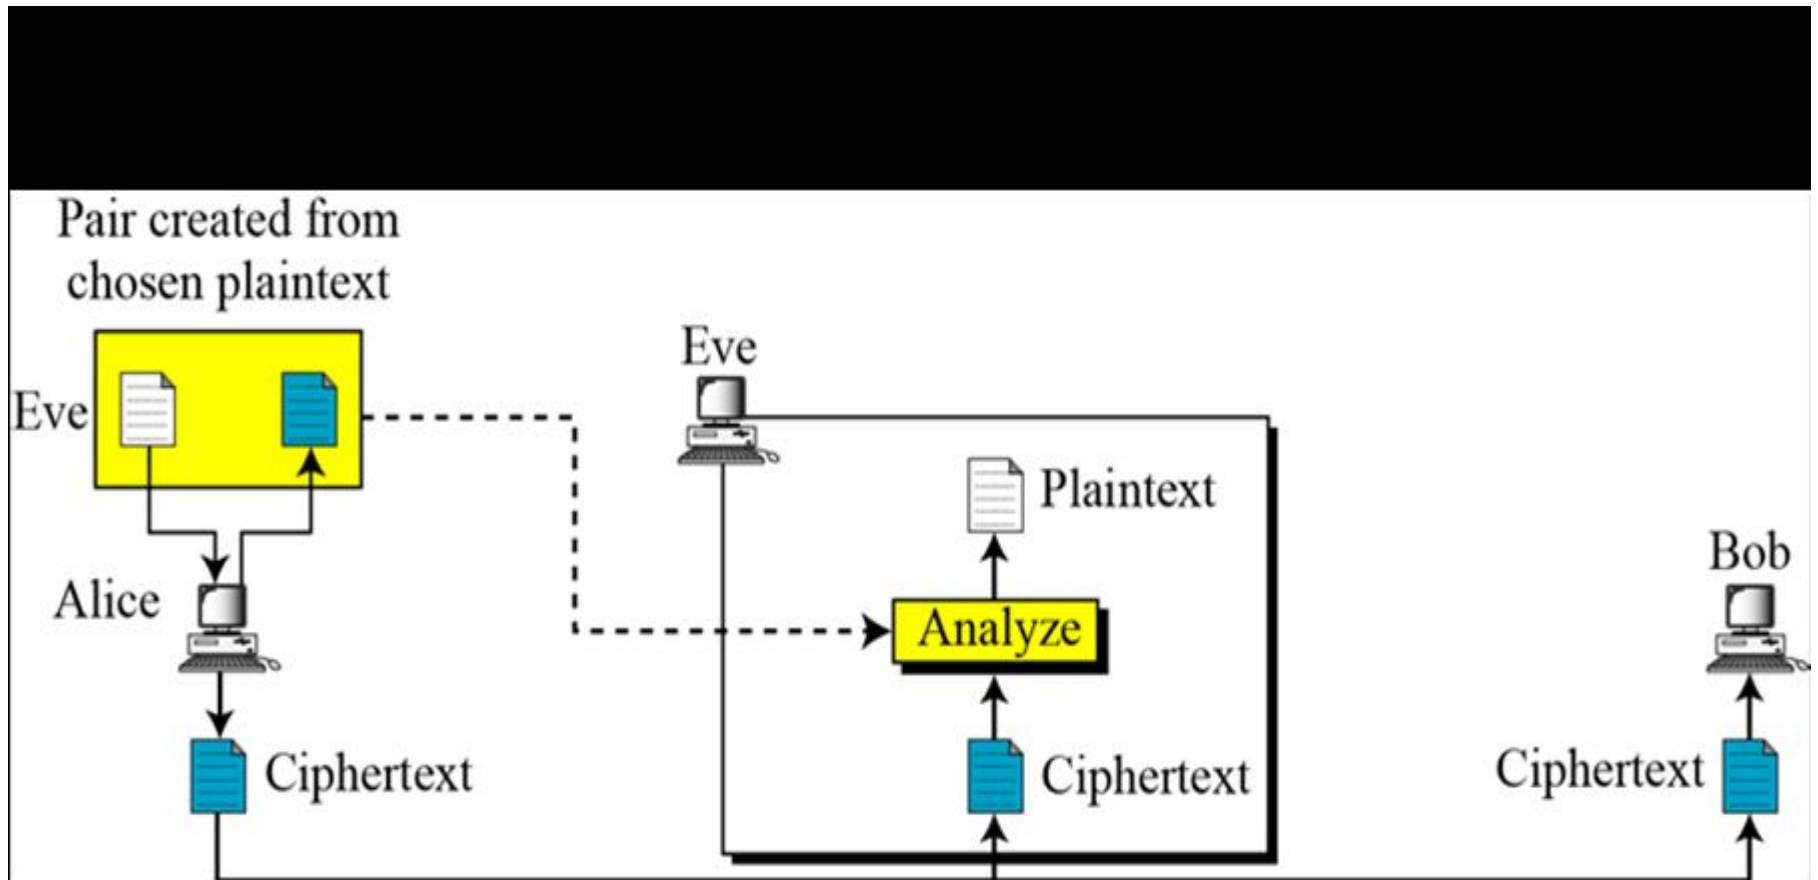 Pair created from
chosen plaintext
Eve
Eve
Plaintext
Bob
Alice
Analyze
Ciphertext
Ciphertext
Ciphertext